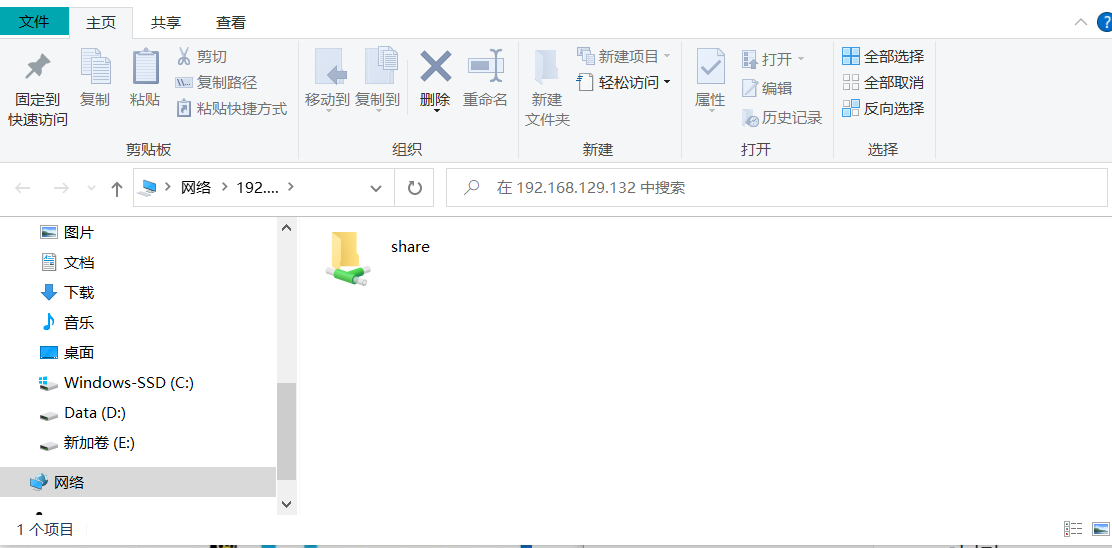 文件 主页 共享 查看
固定到
快速访问
复制
粘贴
剪切
复制路径
粘贴快捷方式
剪贴板
移动到 复制到
删除 重命名
组织
新建
文件夹
新建项目
轻松访问
新建
属性
打开
编辑
历史记录
打开
全部选择
全部取消
反向选择
选择
网络 192.... 在 192.168.129.132 中搜索
图片
文档
下载
音乐
桌面
Windows-SSD (C:)
Data (D:)
新加卷 (E:)
网络
share
1 个项目